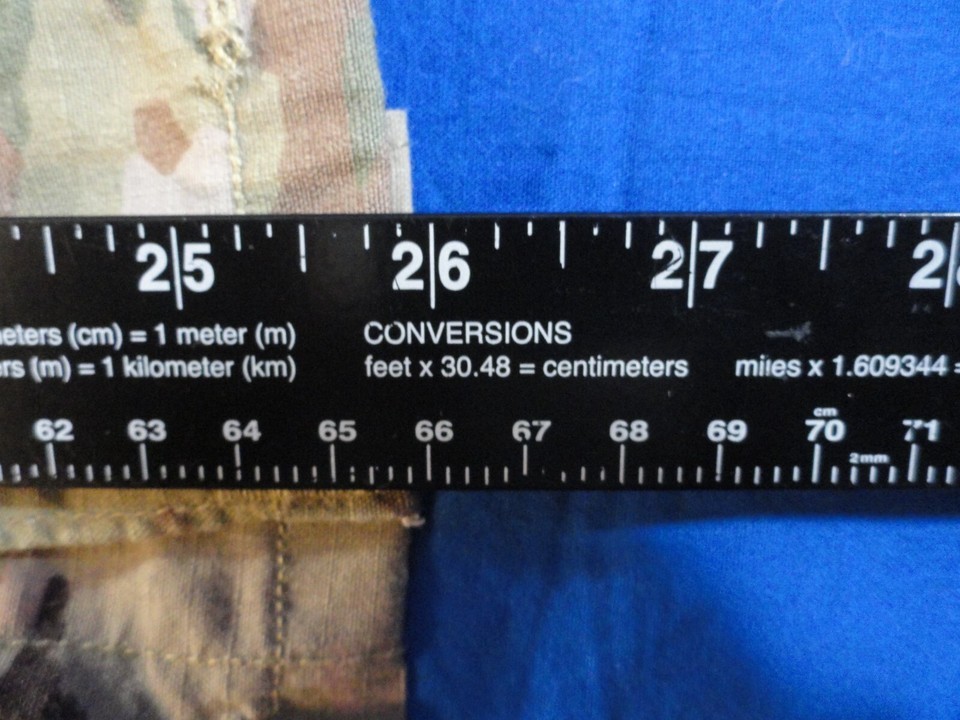 25 26 27 28
eters (cm) = 1 meter (m) CONVERSIONS
rs (m) = 1 kilometer (km) feet x 30.48 = centimeters miles x 1.609344 =
cm
62 63 64 65 66 67 68 69 70 71
2mm